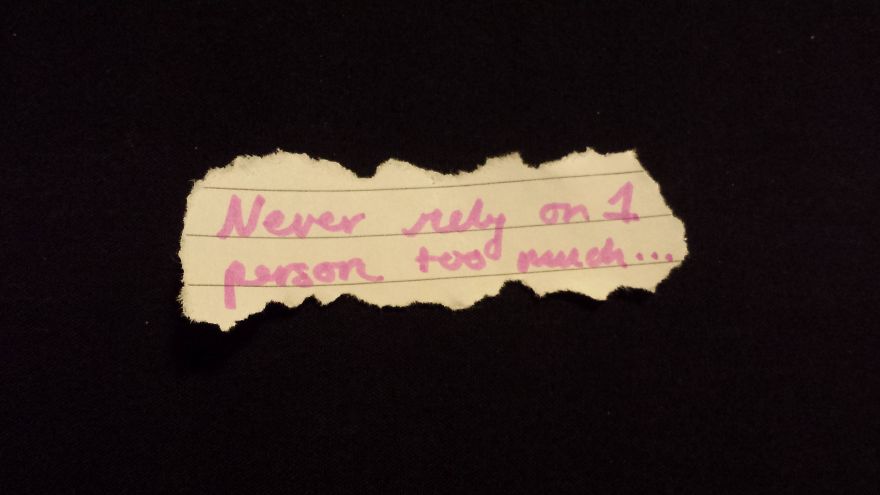 Never rely on 1
person too much...